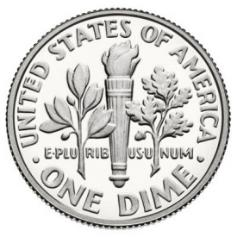 UNITED STATES OF AMERICA
E·PLURIBUS·UNUM
ONE DIME